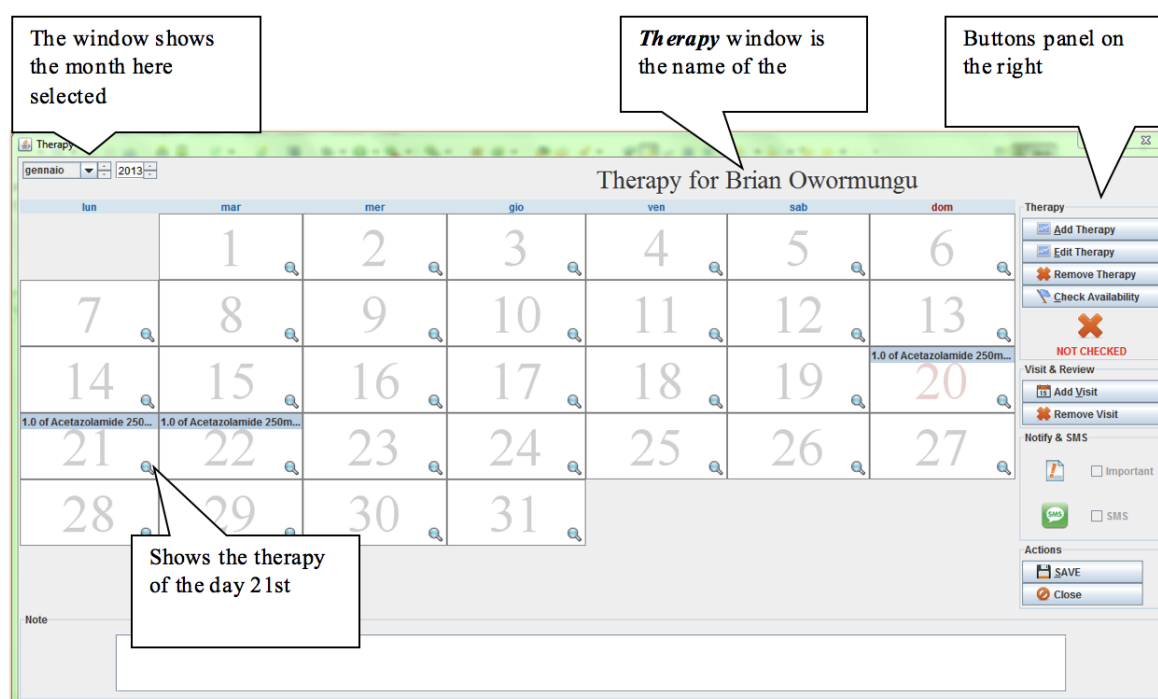 The window shows
the month here
selected
Therapy window is
the name of the
Buttons panel on
the right
Therapy
gennaio 2013
Therapy for Brian Owormungu
lun mar mer gio ven sab dom
1 2 3 4 5 6
7 8 9 10 11 12 13
1.0 of Acetazolamide 250m...
14 15 16 17 18 19 20
1.0 of Acetazolamide 250... 1.0 of Acetazolamide 250m...
21 22 23 24 25 26 27
28 29 30 31
Shows the therapy
of the day 21st
Therapy
Add Therapy
Edit Therapy
Remove Therapy
Check Availability
NOT CHECKED
Visit & Review
15 Add Visit
Remove Visit
Notify & SMS
Important
SMS SMS
Actions
SAVE
Close
Note